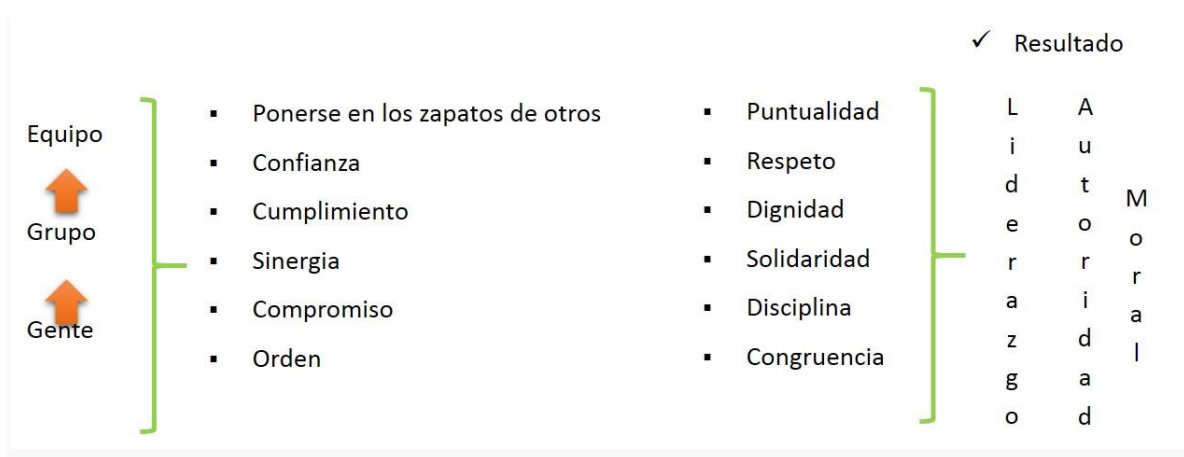 ✓ Resultado
Equipo
Grupo
Gente
▪ Ponerse en los zapatos de otros
▪ Confianza
▪ Cumplimiento
▪ Sinergia
▪ Compromiso
▪ Orden
▪ Puntualidad
▪ Respeto
▪ Dignidad
▪ Solidaridad
▪ Disciplina
▪ Congruencia
Liderazgo
Autoridad
Moral